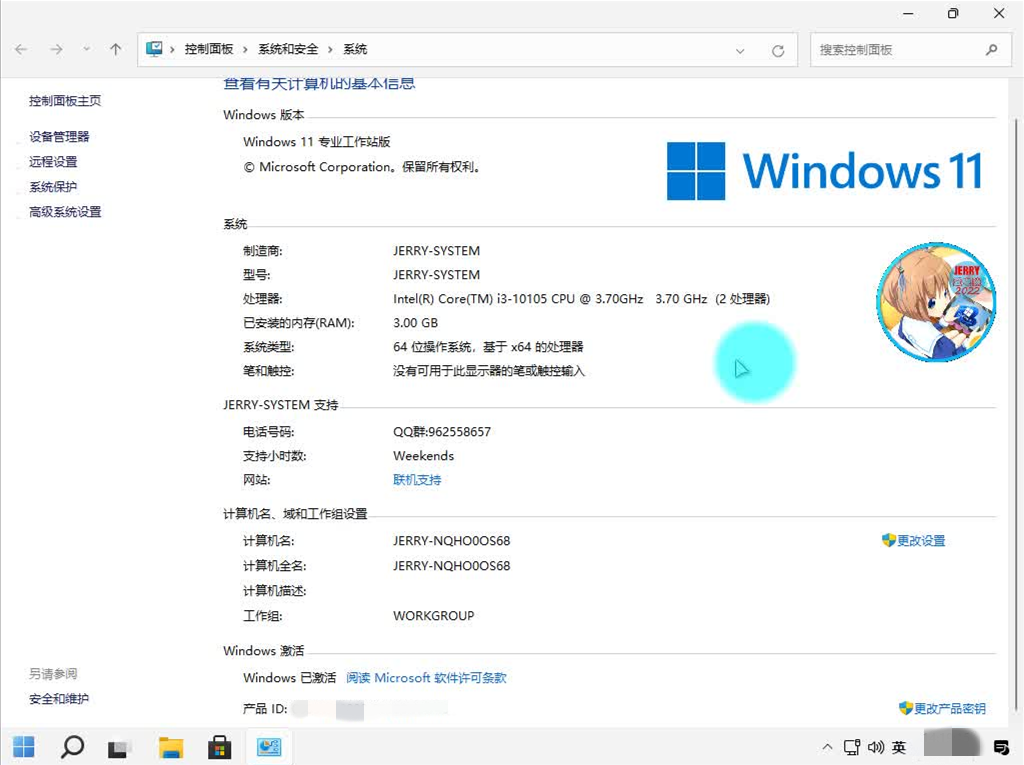 控制面板 › 系统和安全 › 系统
搜索控制面板
查看有关计算机的基本信息
控制面板主页
设备管理器
远程设置
系统保护
高级系统设置
Windows 版本
Windows 11 专业工作站版
© Microsoft Corporation。保留所有权利。
Windows 11
系统
制造商: JERRY-SYSTEM
型号: JERRY-SYSTEM
处理器: Intel(R) Core(TM) i3-10105 CPU @ 3.70GHz 3.70 GHz (2 处理器)
已安装的内存(RAM): 3.00 GB
系统类型: 64 位操作系统，基于 x64 的处理器
笔和触控: 没有可用于此显示器的笔或触控输入
JERRY
2022
JERRY-SYSTEM 支持
电话号码: QQ群:962558657
支持小时数: Weekends
网站: 联机支持
计算机名、域和工作组设置
计算机名: JERRY-NQHO0OS68
更改设置
计算机全名: JERRY-NQHO0OS68
计算机描述:
工作组: WORKGROUP
Windows 激活
Windows 已激活 阅读 Microsoft 软件许可条款
产品 ID:
更改产品密钥
另请参阅
安全和维护
英